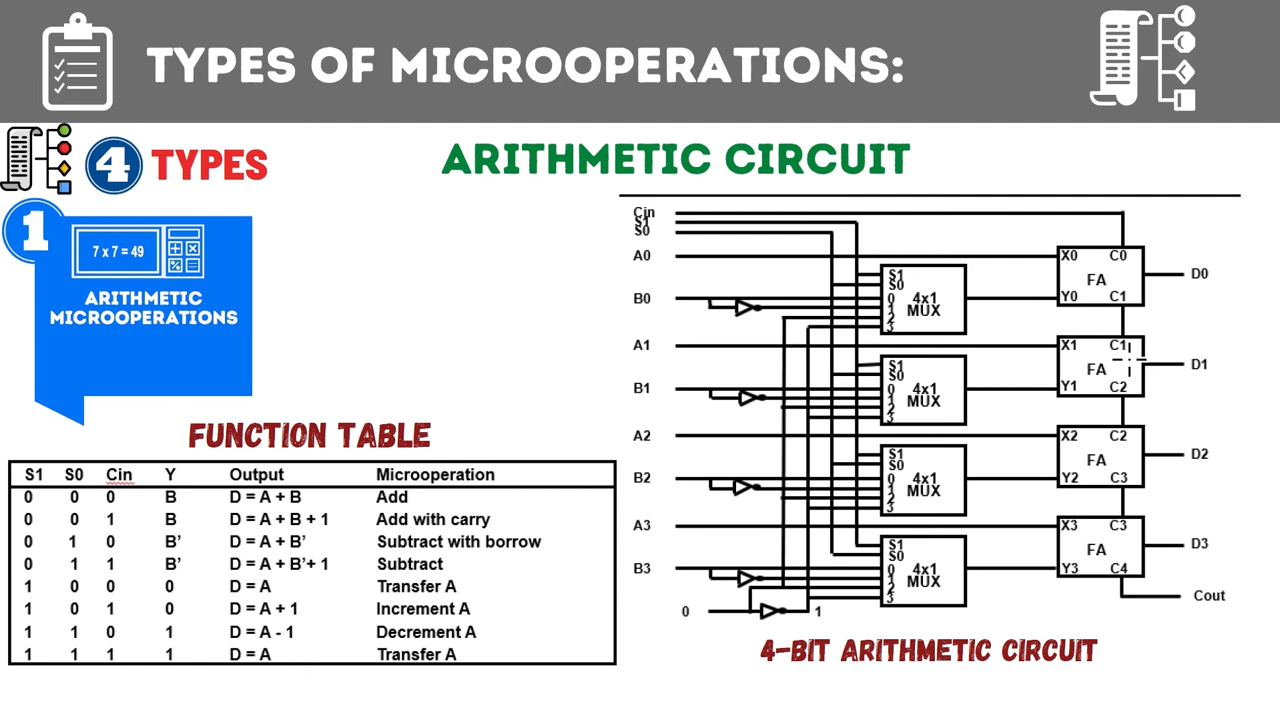 TYPES OF MICROOPERATIONS:
4 TYPES
ARITHMETIC CIRCUIT
1
7 x 7 = 49
ARITHMETIC
MICROOPERATIONS
FUNCTION TABLE
S1 S0 Cin Y Output Microoperation
0 0 0 B D = A + B Add
0 0 1 B D = A + B + 1 Add with carry
0 1 0 B' D = A + B' Subtract with borrow
0 1 1 B' D = A + B'+ 1 Subtract
1 0 0 0 D = A Transfer A
1 0 1 0 D = A + 1 Increment A
1 1 0 1 D = A - 1 Decrement A
1 1 1 1 D = A Transfer A
Cin
S1
S0
A0 X0 C0
FA D0
B0 Y0 C1
S1
S0
0 4x1
1 MUX
2
3
A1 X1 C1
FA D1
B1 Y1 C2
S1
S0
0 4x1
1 MUX
2
3
A2 X2 C2
FA D2
B2 Y2 C3
S1
S0
0 4x1
1 MUX
2
3
A3 X3 C3
FA D3
B3 Y3 C4
S1
S0
0 4x1
1 MUX
2
3
Cout
0 1
4-BIT ARITHMETIC CIRCUIT